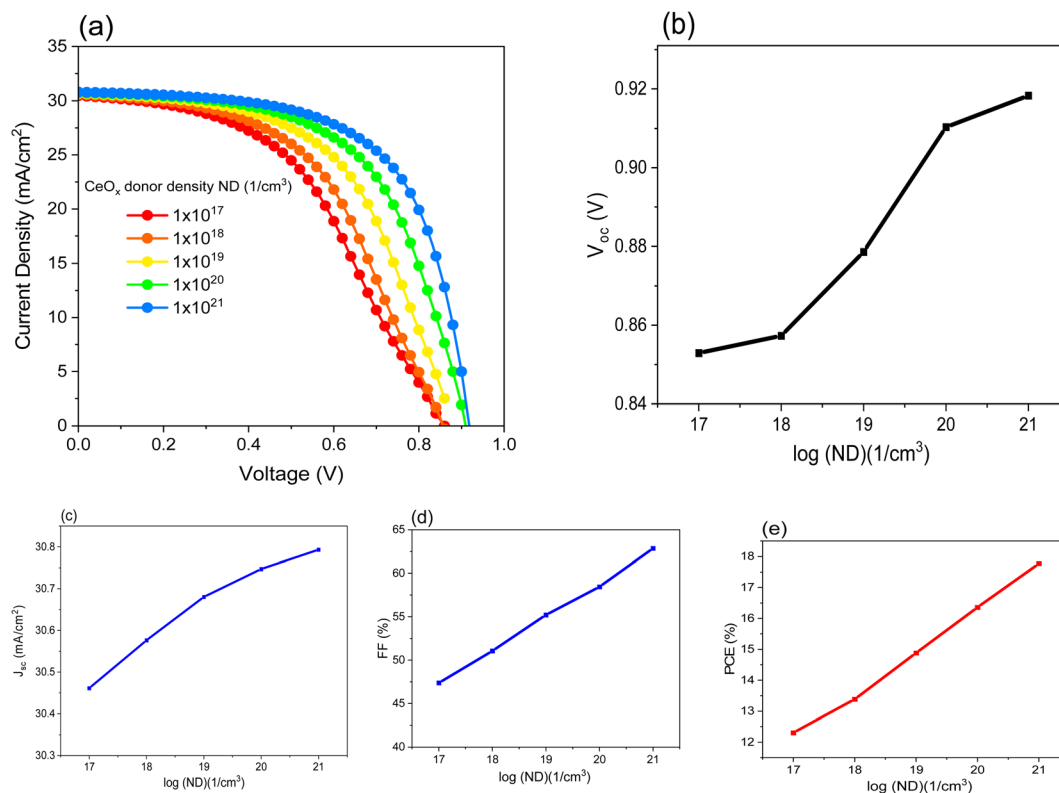 (a)
35
30
25
20
15
10
5
0
Current Density (mA/cm²)
CeOₓ donor density ND (1/cm³)
1x10¹⁷
1x10¹⁸
1x10¹⁹
1x10²⁰
1x10²¹
0.0 0.2 0.4 0.6 0.8 1.0
Voltage (V)
(b)
0.92
0.90
0.88
0.86
0.84
V_oc (V)
17 18 19 20 21
log (ND)(1/cm³)
(c)
30.8
30.7
30.6
30.5
30.4
30.3
J_sc (mA/cm²)
17 18 19 20 21
log (ND)(1/cm³)
(d)
65
60
55
50
45
40
FF (%)
17 18 19 20 21
log (ND)(1/cm³)
(e)
18
17
16
15
14
13
12
PCE (%)
17 18 19 20 21
log (ND)(1/cm³)